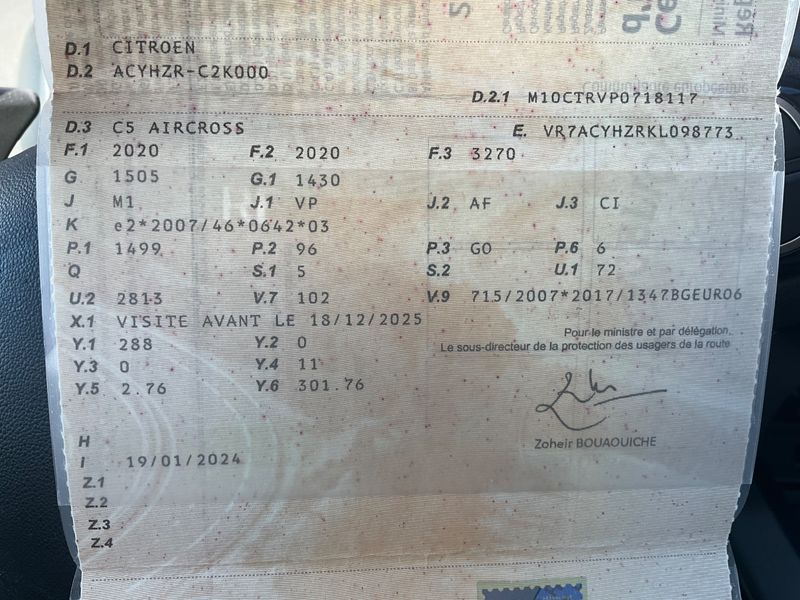 D.1 CITROEN
D.2 ACYHZR-C2K000
D.2.1 M10CTRVP0718117
D.3 C5 AIRCROSS E. VR7ACYHZRKL098773
F.1 2020 F.2 2020 F.3 3270
G 1505 G.1 1430
J M1 J.1 VP J.2 AF J.3 CI
K e2*2007/46*0642*03
P.1 1499 P.2 96 P.3 GO P.6 6
Q S.1 5 S.2 U.1 72
U.2 2813 V.7 102 V.9 715/2007*2017/1347BGEURO6
X.1 VISITE AVANT LE 18/12/2025
Pour le ministre et par délégation,
Y.1 288 Y.2 0
Le sous-directeur de la protection des usagers de la route
Y.3 0 Y.4 11
Y.5 2.76 Y.6 301.76
H
Zoheir BOUAOUICHE
I 19/01/2024
Z.1
Z.2
Z.3
Z.4